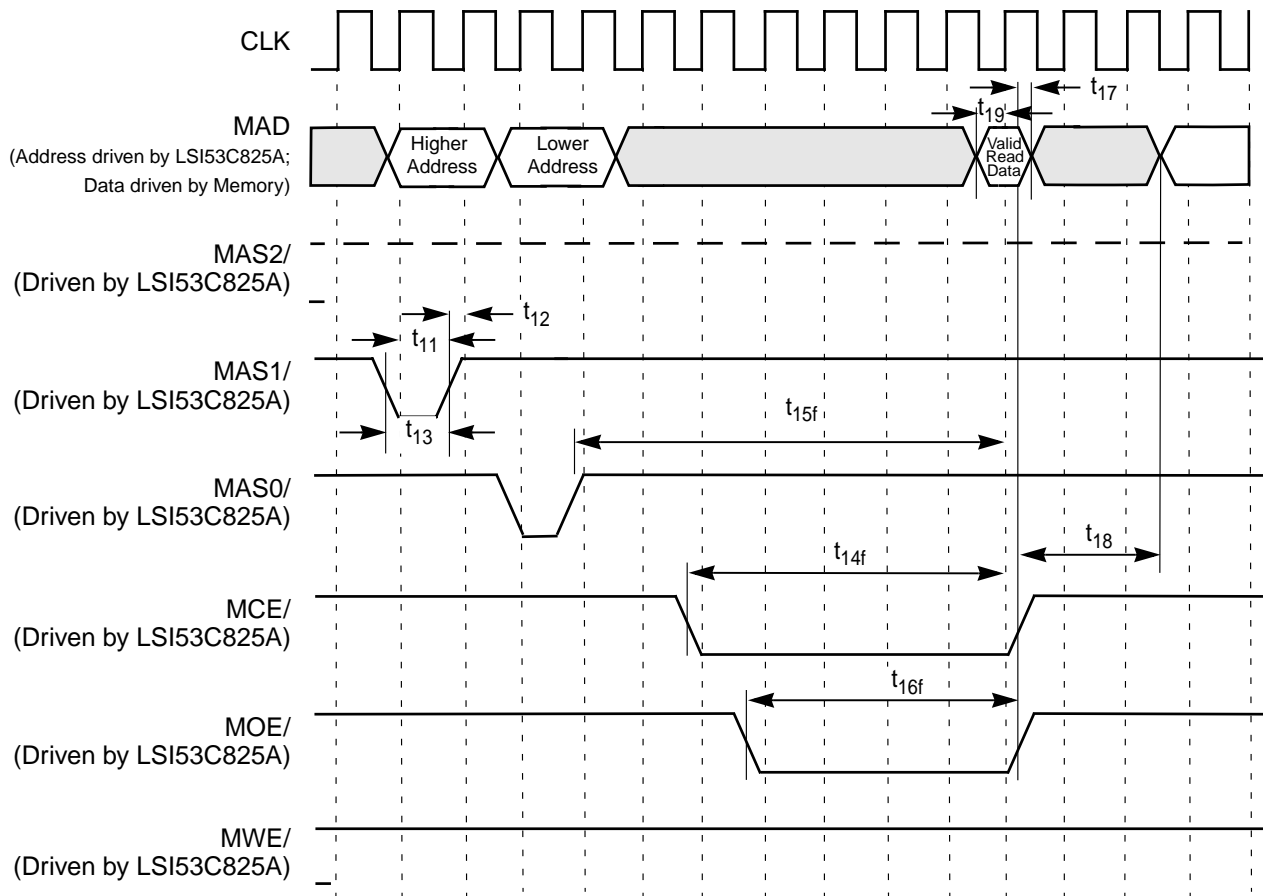 CLK
t17
t19
MAD
(Address driven by LSI53C825A;
Data driven by Memory)
Higher
Address
Lower
Address
Valid
Read
Data
MAS2/
(Driven by LSI53C825A)
t12
t11
MAS1/
(Driven by LSI53C825A)
t13
t15f
MAS0/
(Driven by LSI53C825A)
t14f
t18
MCE/
(Driven by LSI53C825A)
t16f
MOE/
(Driven by LSI53C825A)
MWE/
(Driven by LSI53C825A)